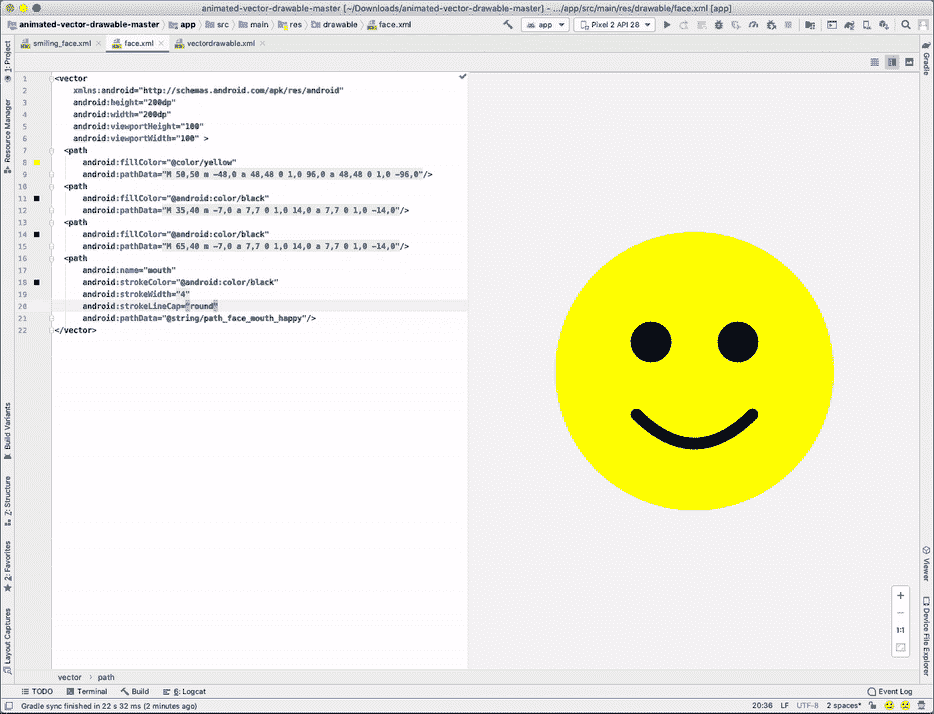 animated-vector-drawable-master [~/Downloads/animated-vector-drawable-master] - .../app/src/main/res/drawable/face.xml [app]
animated-vector-drawable-master app src main res drawable face.xml app Pixel 2 API 28
smiling_face.xml face.xml vectordrawable.xml
1: Project
Resource Manager
Build Variants
Z: Structure
2: Favorites
Layout Captures
1 <vector
2 xmlns:android="http://schemas.android.com/apk/res/android"
3 android:height="200dp"
4 android:width="200dp"
5 android:viewportHeight="100"
6 android:viewportWidth="100" >
7 <path
8 android:fillColor="@color/yellow"
9 android:pathData="M 50,50 m -48,0 a 48,48 0 1,0 96,0 a 48,48 0 1,0 -96,0"/>
10 <path
11 android:fillColor="@android:color/black"
12 android:pathData="M 35,40 m -7,0 a 7,7 0 1,0 14,0 a 7,7 0 1,0 -14,0"/>
13 <path
14 android:fillColor="@android:color/black"
15 android:pathData="M 65,40 m -7,0 a 7,7 0 1,0 14,0 a 7,7 0 1,0 -14,0"/>
16 <path
17 android:name="mouth"
18 android:strokeColor="@android:color/black"
19 android:strokeWidth="4"
20 android:strokeLineCap="round"
21 android:pathData="@string/path_face_mouth_happy"/>
22 </vector>
Gradle
Viewer
Device File Explorer
1:1
vector › path
TODO Terminal Build 6: Logcat Event Log
Gradle sync finished in 22 s 32 ms (2 minutes ago) 20:36 LF UTF-8 2 spaces*